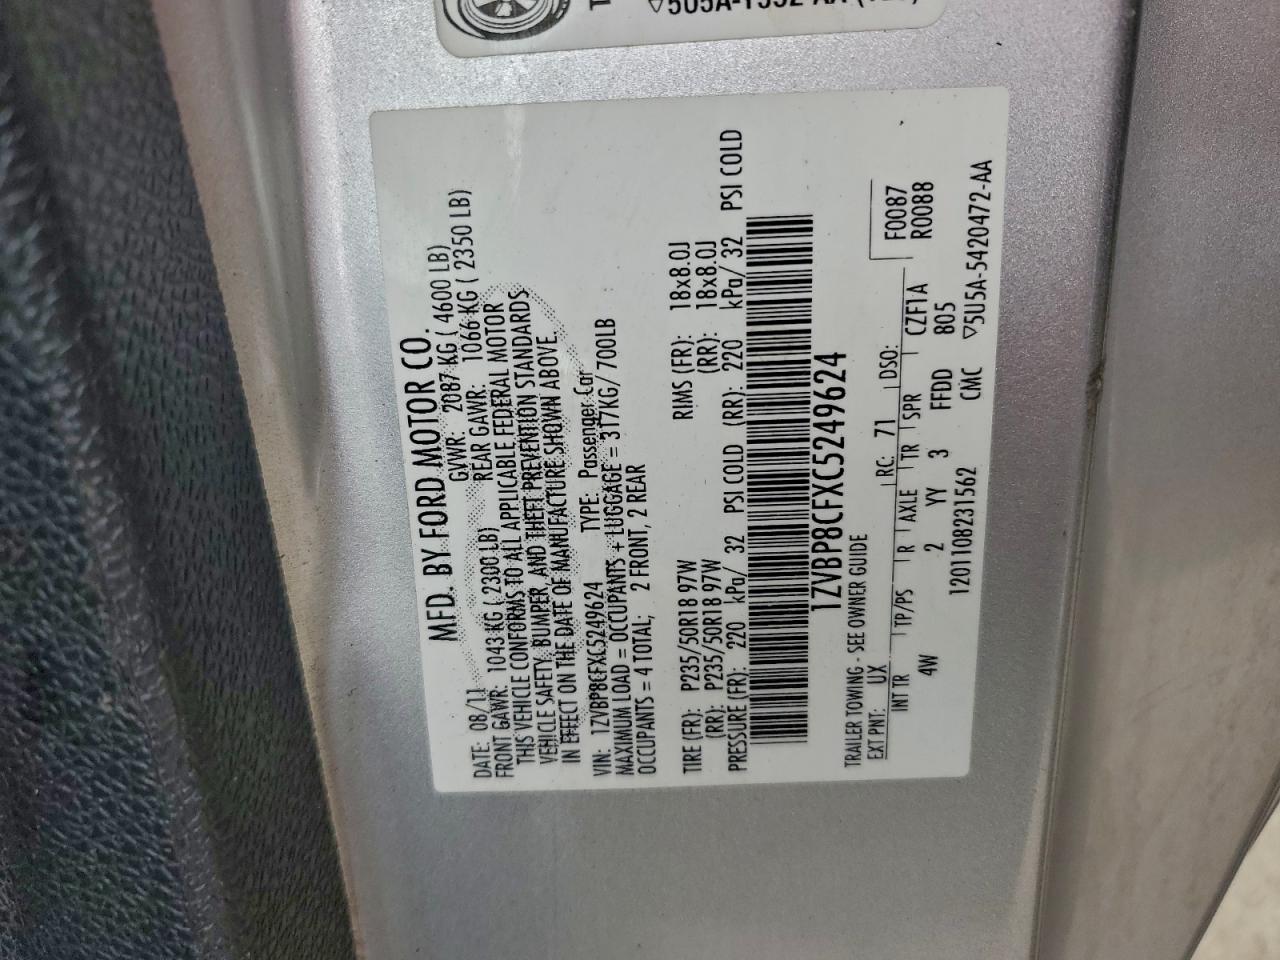 ▽5U5A-1532
MFD. BY FORD MOTOR CO.
DATE: 08/11 GVWR: 2087 KG ( 4600 LB)
FRONT GAWR: 1043 KG ( 2300 LB) REAR GAWR: 1066 KG ( 2350 LB)
THIS VEHICLE CONFORMS TO ALL APPLICABLE FEDERAL MOTOR
VEHICLE SAFETY, BUMPER, AND THEFT PREVENTION STANDARDS
IN EFFECT ON THE DATE OF MANUFACTURE SHOWN ABOVE.
VIN: 1ZVBP8CFXC5249624 TYPE: Passenger Car
MAXIMUM LOAD = OCCUPANTS + LUGGAGE = 317KG/ 700LB
OCCUPANTS = 4 TOTAL; 2 FRONT, 2 REAR
TIRE (FR): P235/50R18 97W RIMS (FR): 18x8.0J
(RR): P235/50R18 97W (RR): 18x8.0J
PRESSURE (FR): 220 kPa/ 32 PSI COLD (RR): 220 kPa/ 32 PSI COLD
1ZVBP8CFXC5249624
TRAILER TOWING - SEE OWNER GUIDE
EXT PNT: UX RC: 71 DSO: F0087
INT TR TP/PS R AXLE TR SPR CZF1A R0088
4W 2 YY 3 FFDD B05
12011108231562 CMC ▽5U5A-5420472-AA